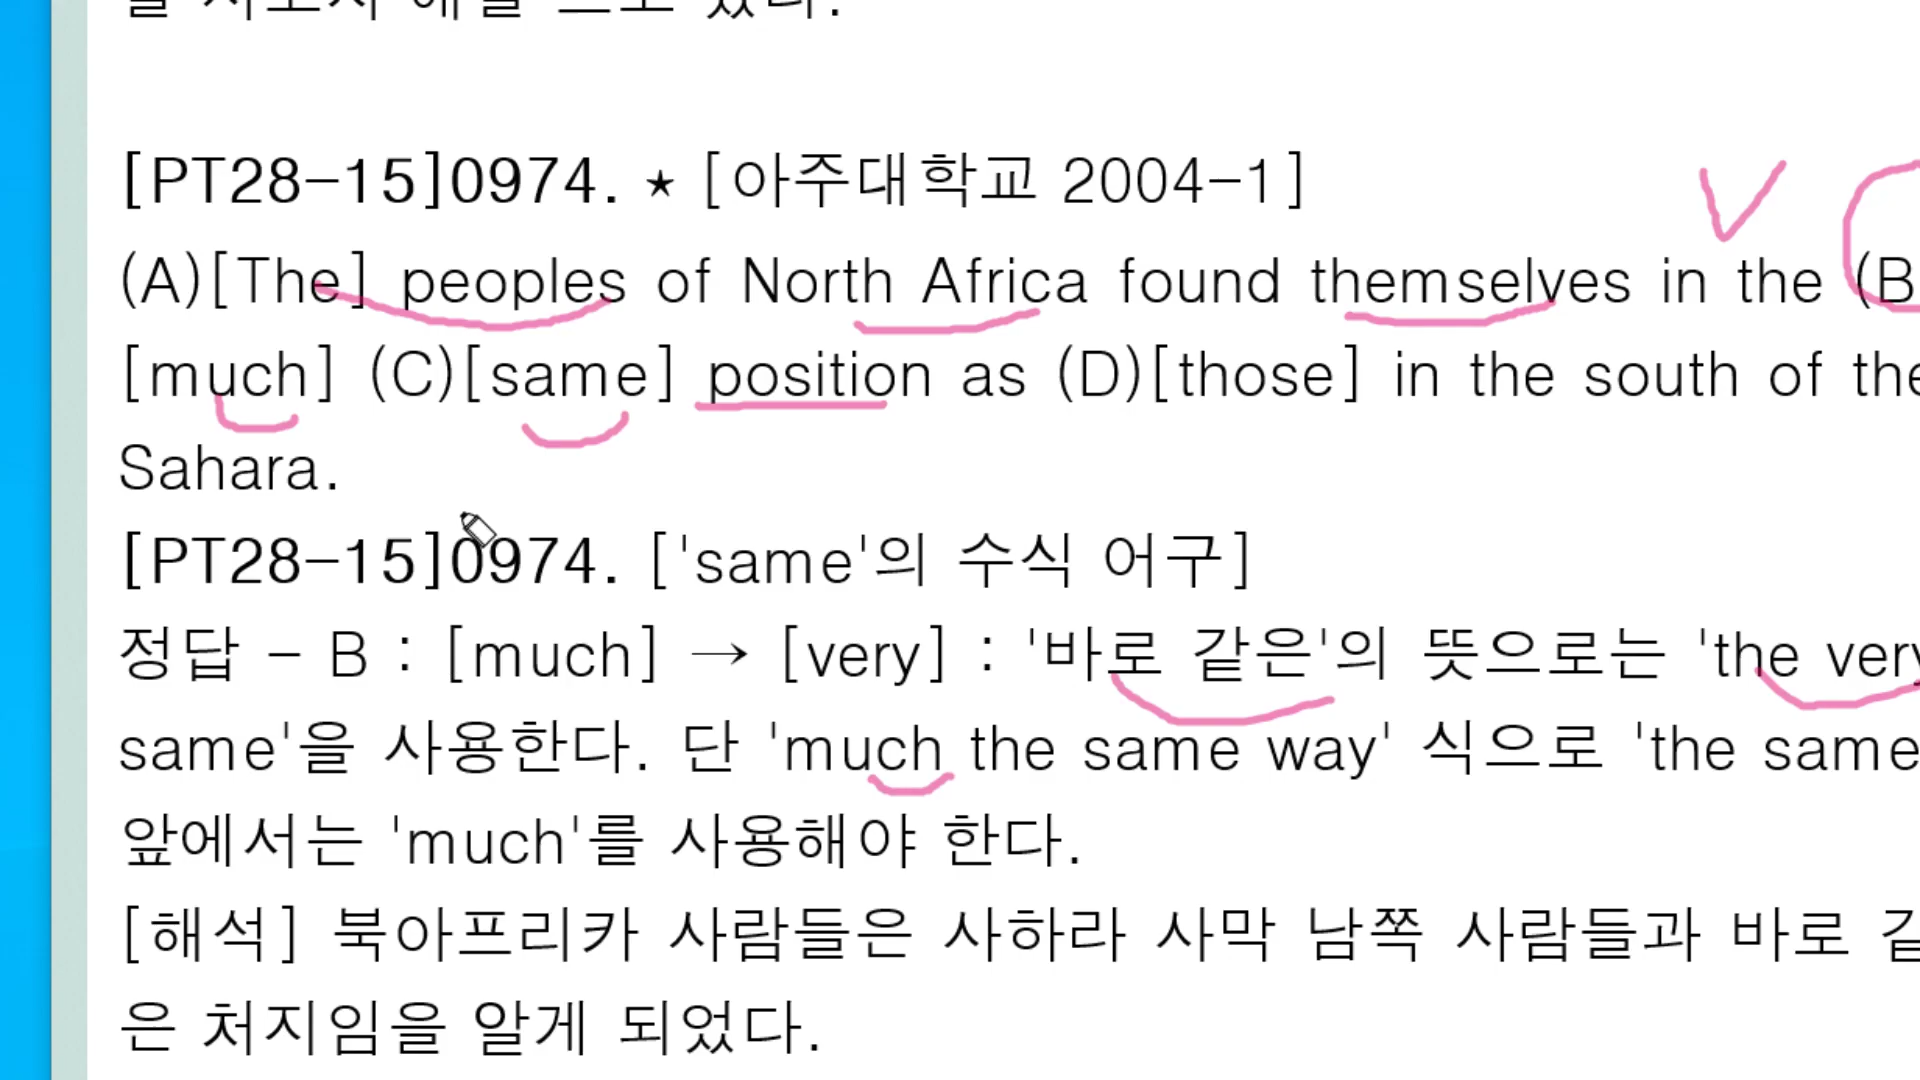 [PT28-15]0974. ⋆ [아주대학교 2004-1]
(A)[The] peoples of North Africa found themselves in the (B
[much] (C)[same] position as (D)[those] in the south of the
Sahara.
[PT28-15]0974. ['same'의 수식 어구]
정답 - B : [much] → [very] : '바로 같은'의 뜻으로는 'the very
same'을 사용한다. 단 'much the same way' 식으로 'the same
앞에서는 'much'를 사용해야 한다.
[해석] 북아프리카 사람들은 사하라 사막 남쪽 사람들과 바로 같
은 처지임을 알게 되었다.